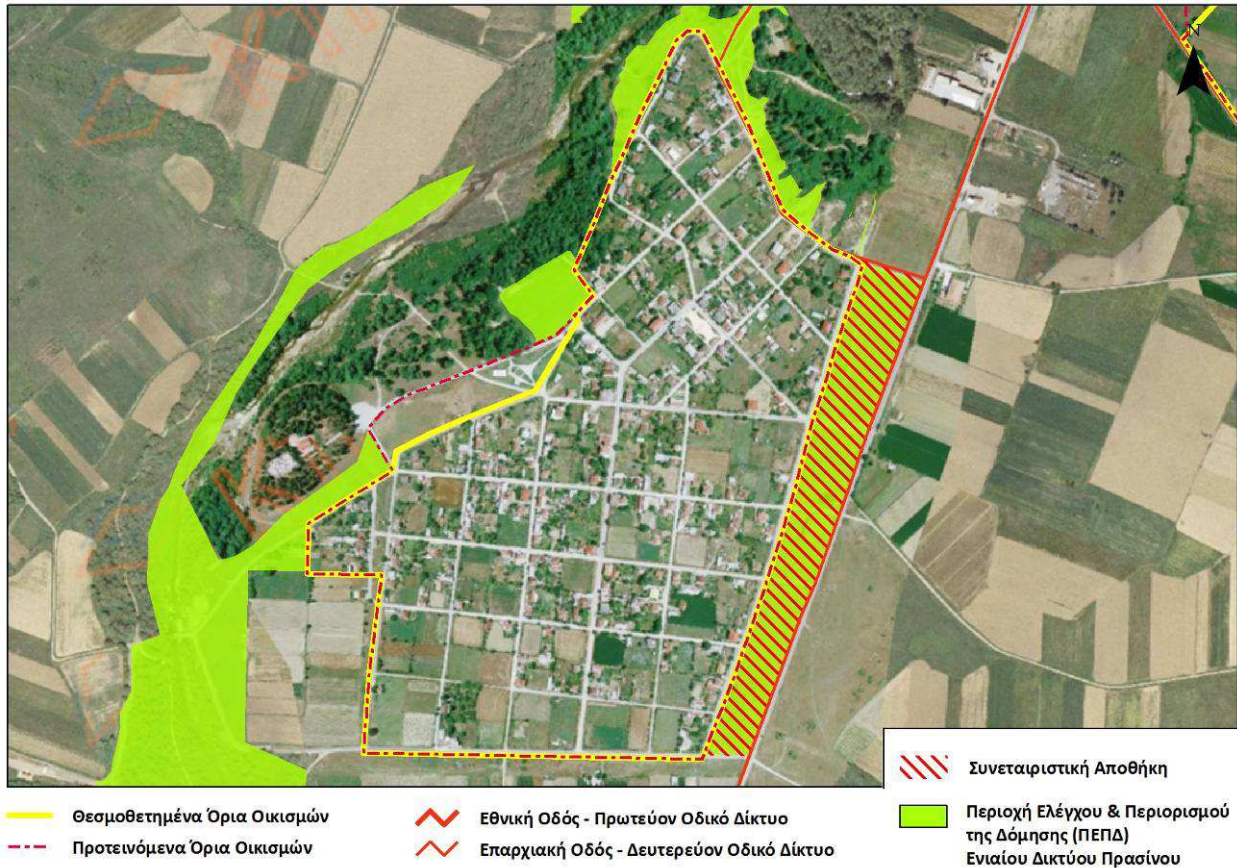 N
Συνεταιριστική Αποθήκη
Θεσμοθετημένα Όρια Οικισμών
Εθνική Οδός - Πρωτεύον Οδικό Δίκτυο
Περιοχή Ελέγχου & Περιορισμού
της Δόμησης (ΠΕΠΔ)
Προτεινόμενα Όρια Οικισμών
Επαρχιακή Οδός - Δευτερεύον Οδικό Δίκτυο
Ενιαίου Δικτύου Πρασίνου